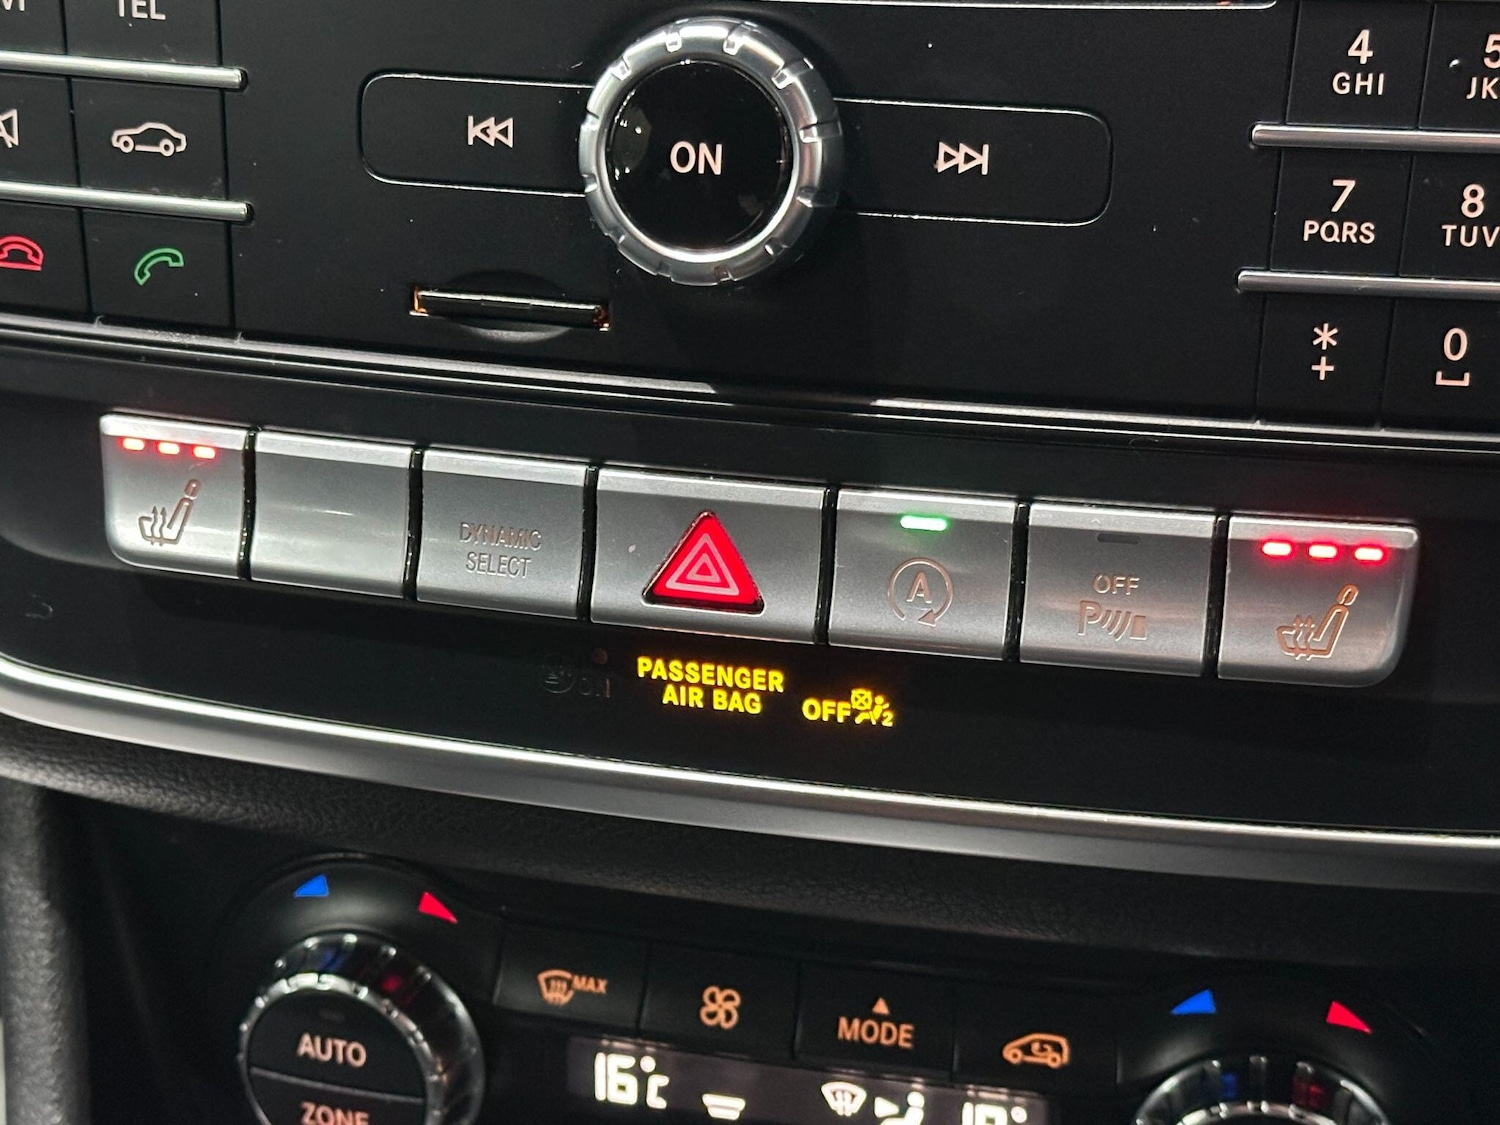 TEL
ON
4
GHI
5
JK
7
PQRS
8
TUV
*
+
0
DYNAMIC
SELECT
A
OFF
P
PASSENGER
AIR BAG
OFF
2
MAX
MODE
AUTO
16°C
ZONE